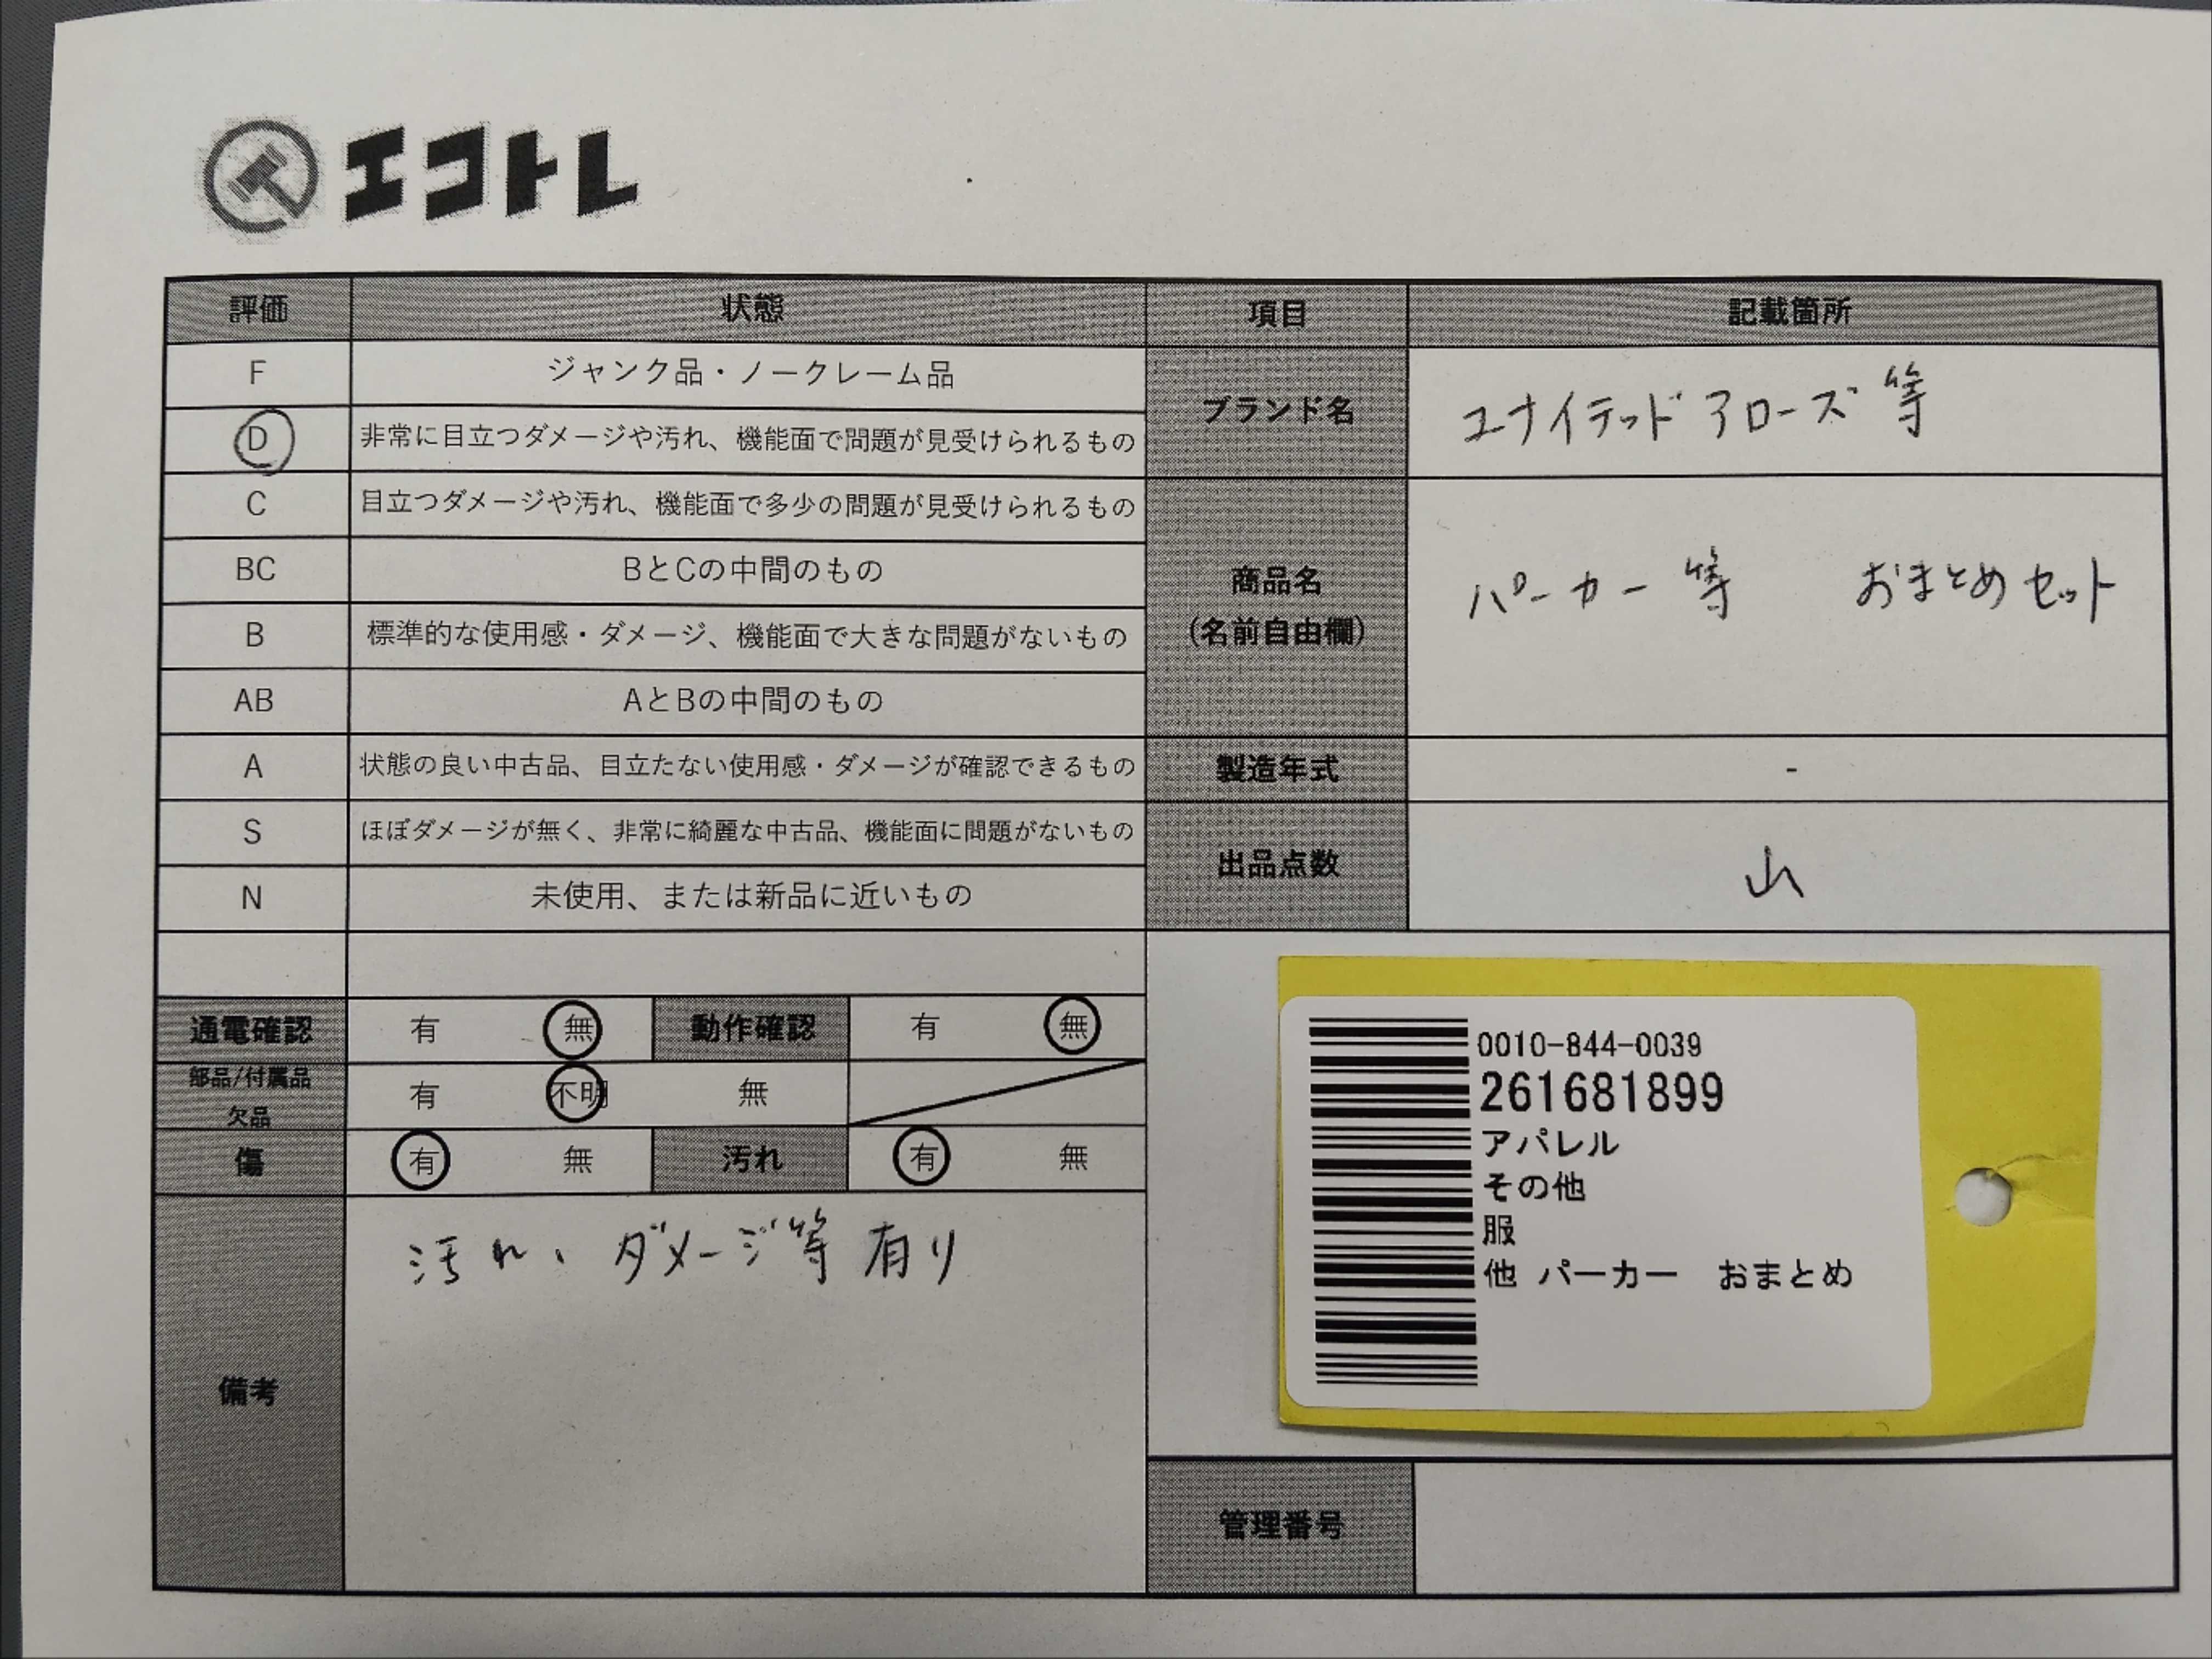 エコトレ
評価 状態 項目 記載箇所
F ジャンク品・ノークレーム品
D 非常に目立つダメージや汚れ、機能面で問題が見受けられるもの
ブランド名 ユナイテッドアローズ等
C 目立つダメージや汚れ、機能面で多少の問題が見受けられるもの
BC BとCの中間のもの
商品名
(名前自由欄)
パーカー等 おまとめセット
B 標準的な使用感・ダメージ、機能面で大きな問題がないもの
AB AとBの中間のもの
A 状態の良い中古品、目立たない使用感・ダメージが確認できるもの
製造年式 -
S ほぼダメージが無く、非常に綺麗な中古品、機能面に問題がないもの
出品点数 山
N 未使用、または新品に近いもの
通電確認 有 無 動作確認 有 無
部品/付属品
欠品
有 不明 無
傷 有 無 汚れ 有 無
備考 汚れ、ダメージ等有り
0010-844-0039
261681899
アパレル
その他
服
他 パーカー おまとめ
管理番号